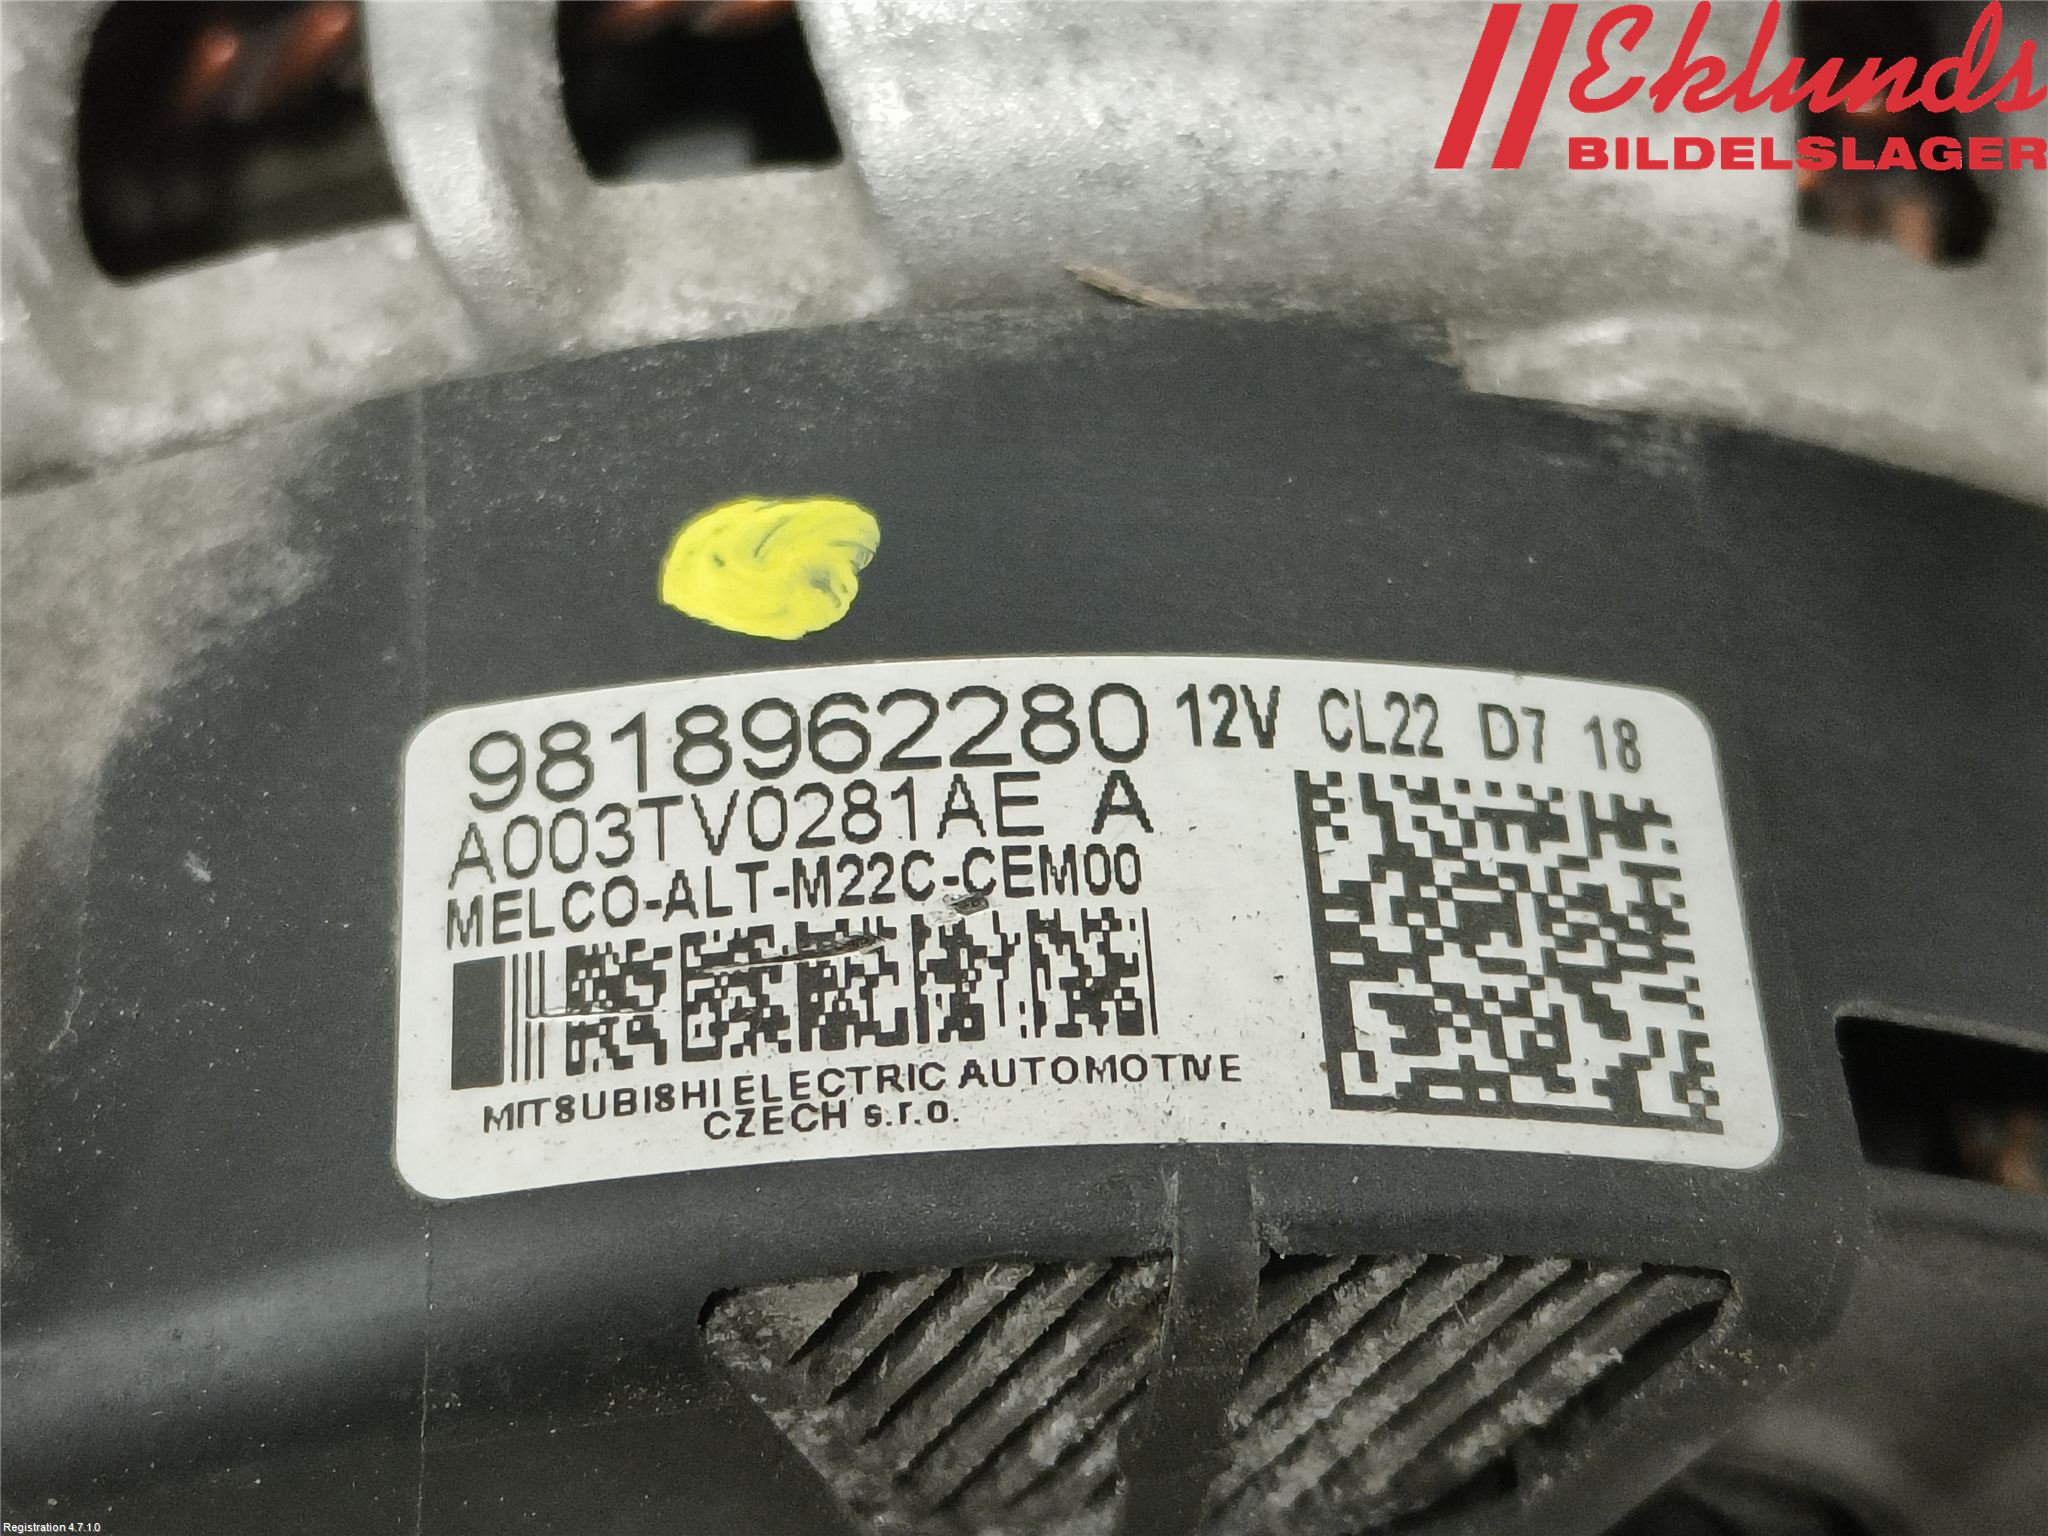 Eklunds
BILDELSLAGER
9818962280 12V CL22 D7 18
A003TV0281AE A
MELCO-ALT-M22C-CEM00
MITSUBISHI ELECTRIC AUTOMOTIVE
CZECH s.r.o.
Registration 4.7.1.0